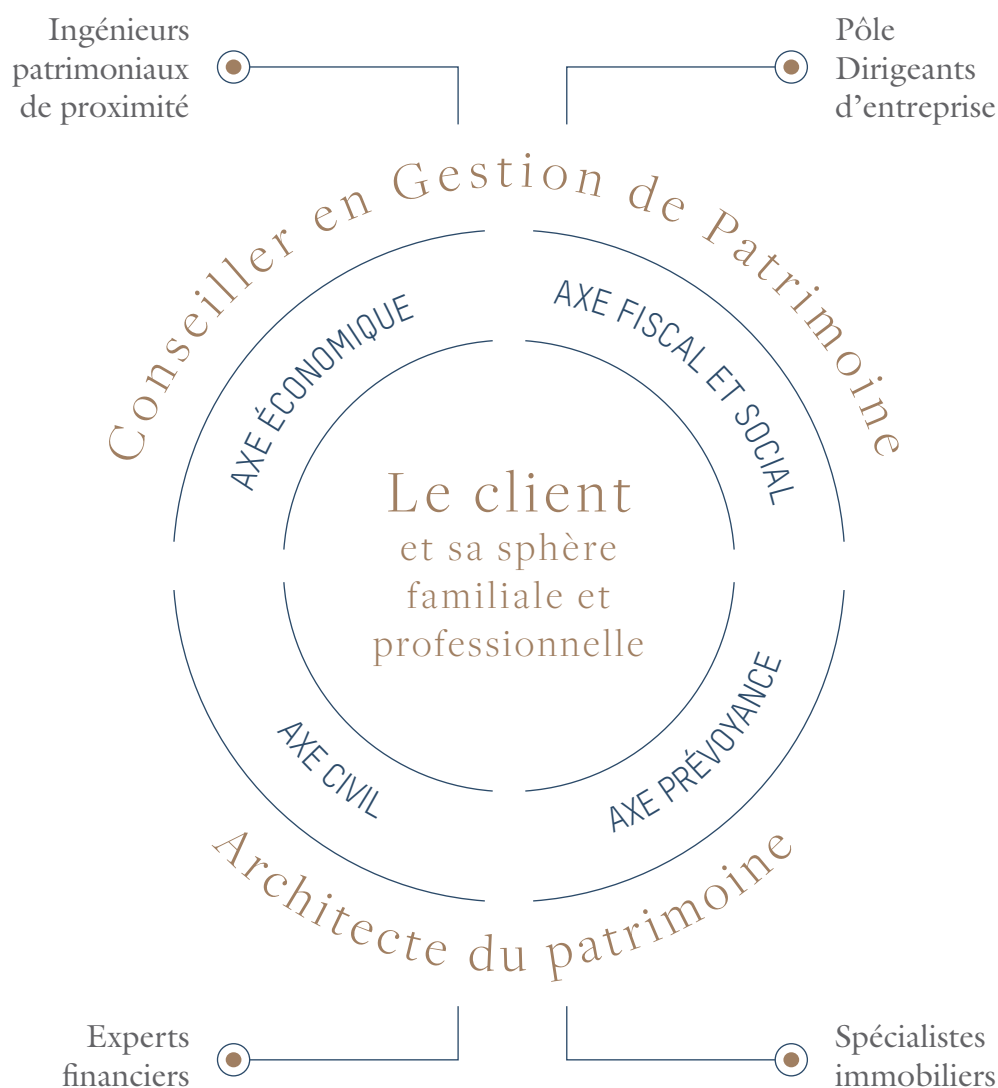 Ingénieurs
patrimoniaux
de proximité
Pôle
Dirigeants
d’entreprise
Conseiller en Gestion de Patrimoine
AXE ÉCONOMIQUE
AXE FISCAL ET SOCIAL
Le client
et sa sphère
familiale et
professionnelle
AXE CIVIL
AXE PRÉVOYANCE
Architecte du patrimoine
Experts
financiers
Spécialistes
immobiliers